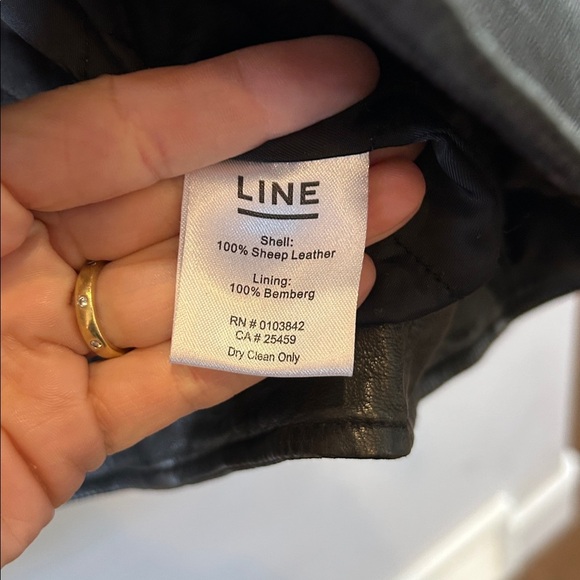 LINE
Shell:
100% Sheep Leather
Lining:
100% Bemberg
RN # 0103842
CA # 25459
Dry Clean Only